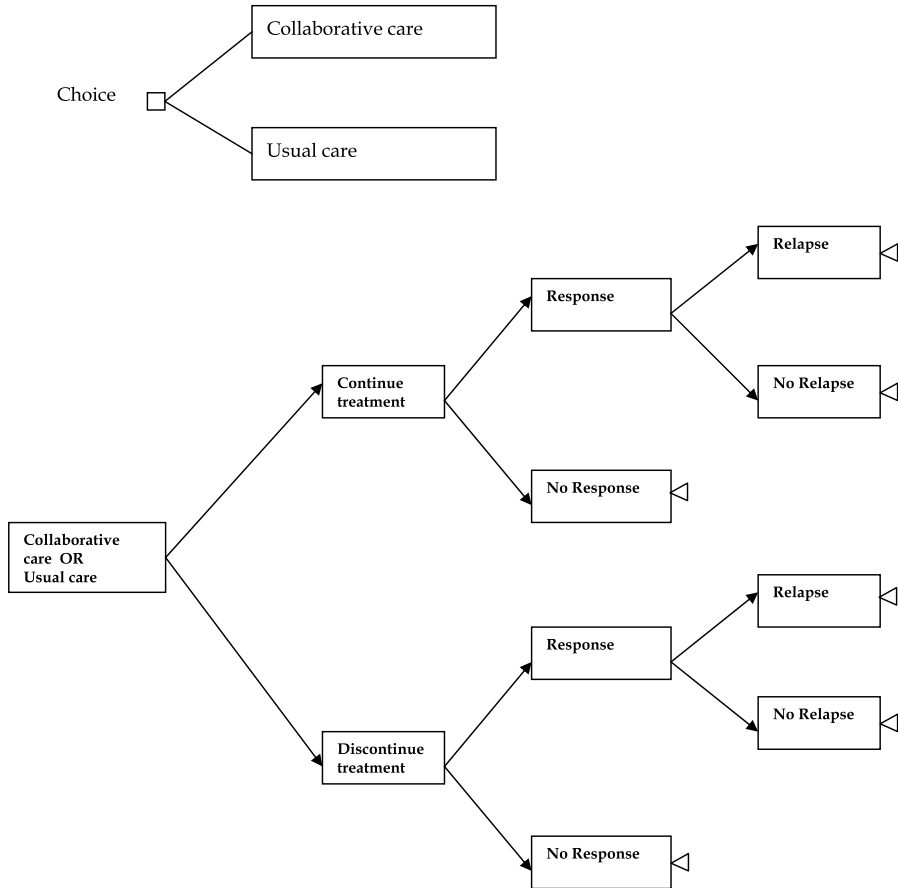 Collaborative care
Choice
Usual care
Relapse
Response
No Relapse
Continue
treatment
No Response
Collaborative
care OR
Usual care
Relapse
Response
No Relapse
Discontinue
treatment
No Response